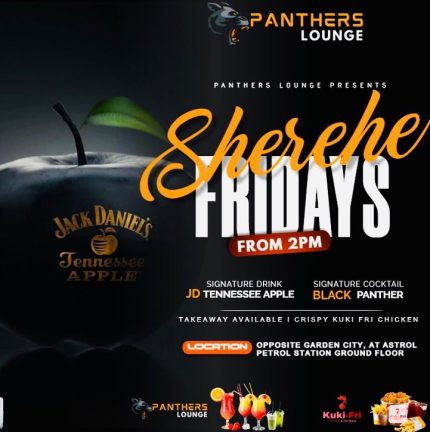 PANTHERS
LOUNGE
PANTHERS LOUNGE PRESENTS
Sherehe
FRIDAYS
FROM 2PM
JACK DANIEL'S
Tennessee
APPLE
SIGNATURE DRINK
JD TENNESSEE APPLE
SIGNATURE COCKTAIL
BLACK PANTHER
TAKEAWAY AVAILABLE | CRISPY KUKI FRI CHICKEN
LOCATION
OPPOSITE GARDEN CITY, AT ASTROL
PETROL STATION GROUND FLOOR
PANTHERS
LOUNGE
Kuki-Fri